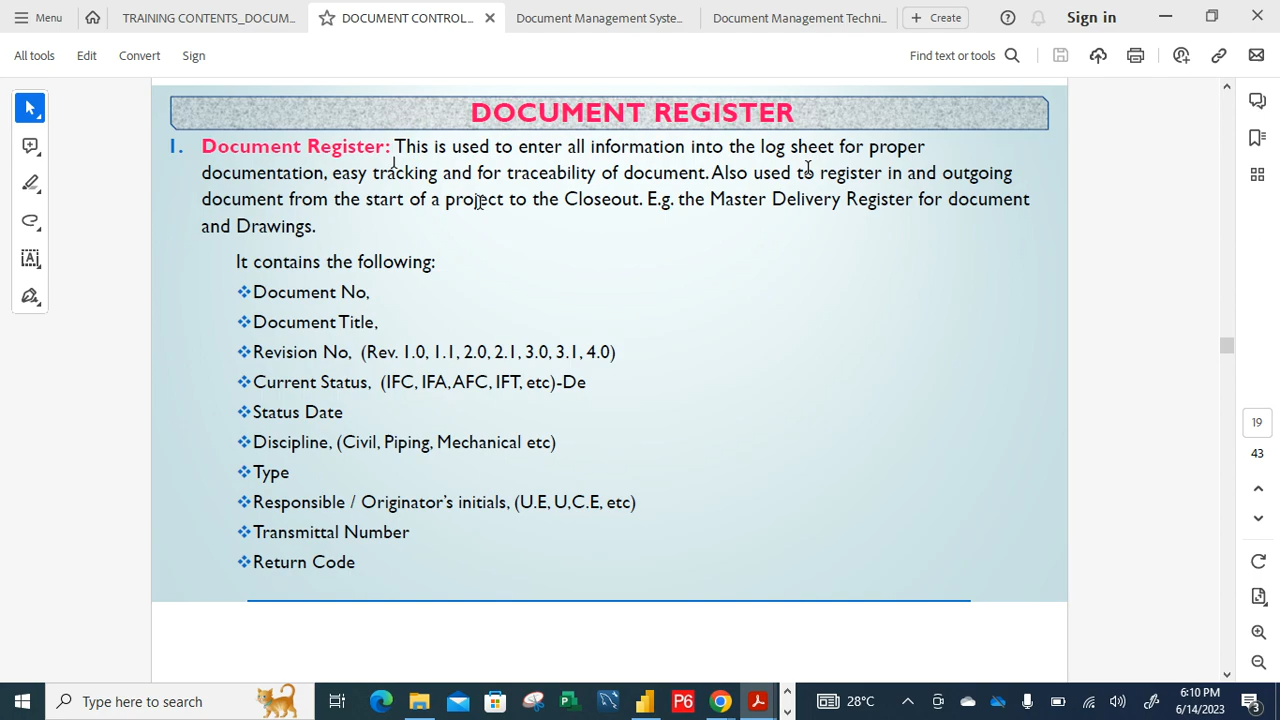 Menu
TRAINING CONTENTS_DOCUM...
DOCUMENT CONTROL...
Document Management Syste...
Document Management Techni...
Create
Sign in
All tools
Edit
Convert
Sign
Find text or tools
DOCUMENT REGISTER
1. Document Register: This is used to enter all information into the log sheet for proper
documentation, easy tracking and for traceability of document. Also used to register in and outgoing
document from the start of a project to the Closeout. E.g. the Master Delivery Register for document
and Drawings.
It contains the following:
❖Document No,
❖Document Title,
❖Revision No, (Rev. 1.0, 1.1, 2.0, 2.1, 3.0, 3.1, 4.0)
❖Current Status, (IFC, IFA, AFC, IFT, etc)-De
❖Status Date
❖Discipline, (Civil, Piping, Mechanical etc)
❖Type
❖Responsible / Originator's initials, (U.E, U,C.E, etc)
❖Transmittal Number
❖Return Code
19
43
Type here to search
P6
28°C
6:10 PM
6/14/2023
3